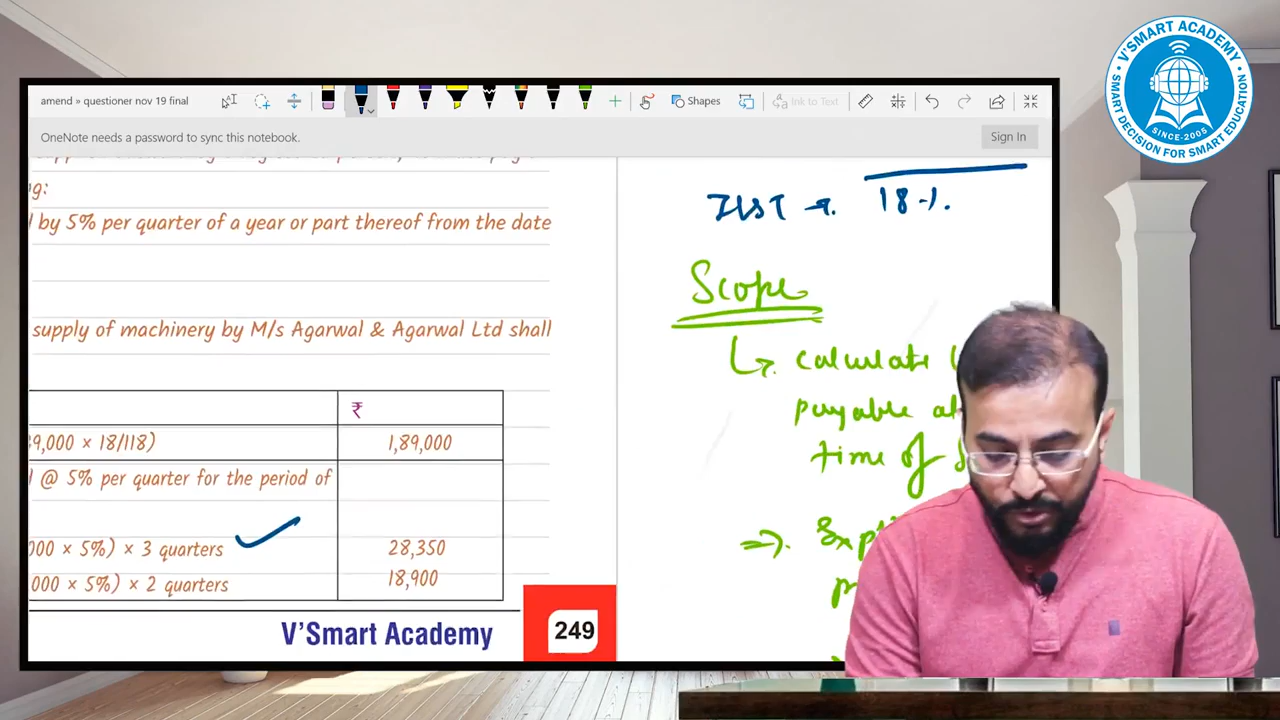 amend » questioner nov 19 final
Shapes
Ink to Text
OneNote needs a password to sync this notebook.
Sign In
ng:
by 5% per quarter of a year or part thereof from the date
supply of machinery by M/s Agarwal & Agarwal Ltd shall
₹
9,000 × 18/118)
1,89,000
@ 5% per quarter for the period of
000 × 5%) × 3 quarters
28,350
000 × 5%) × 2 quarters
18,900
V'Smart Academy
249
18 %
Scope
calculate
payable at
time of
V'SMART ACADEMY
SMART DECISION FOR SMART EDUCATION
SINCE-2005